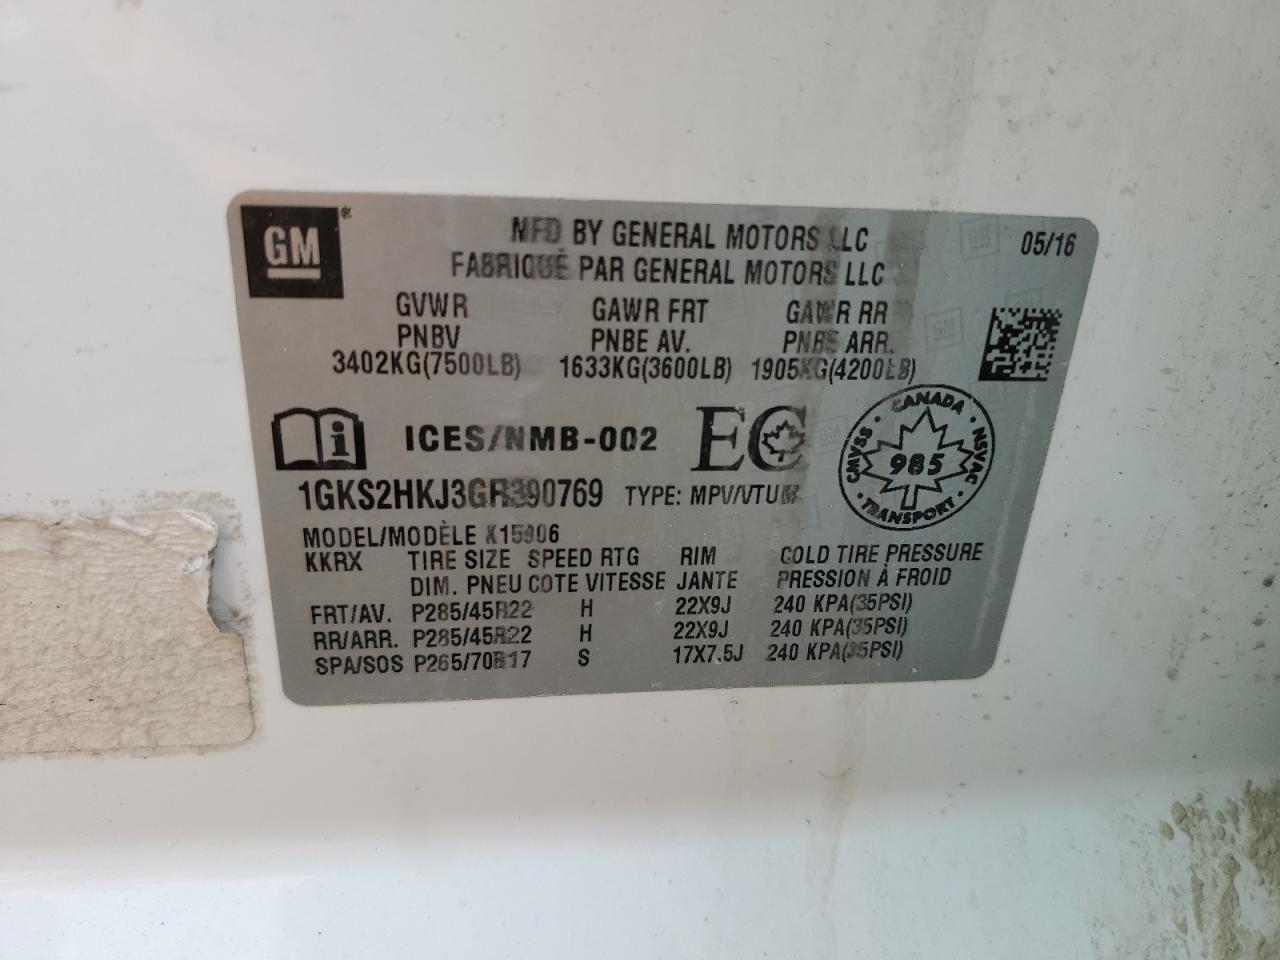 GM ®
MFD BY GENERAL MOTORS LLC 05/16
FABRIQUÉ PAR GENERAL MOTORS LLC
GVWR GAWR FRT GAWR RR
PNBV PNBE AV. PNBE ARR.
3402KG(7500LB) 1633KG(3600LB) 1905KG(4200LB)
ICES/NMB-002 EC
CANADA
CMVSS 985 NSVAC
TRANSPORT
1GKS2HKJ3GR390769 TYPE: MPV/VTUM
MODEL/MODÈLE K15906
KKRX TIRE SIZE SPEED RTG RIM COLD TIRE PRESSURE
DIM. PNEU COTE VITESSE JANTE PRESSION À FROID
FRT/AV. P285/45R22 H 22X9J 240 KPA(35PSI)
RR/ARR. P285/45R22 H 22X9J 240 KPA(35PSI)
SPA/SOS P265/70R17 S 17X7.5J 240 KPA(35PSI)